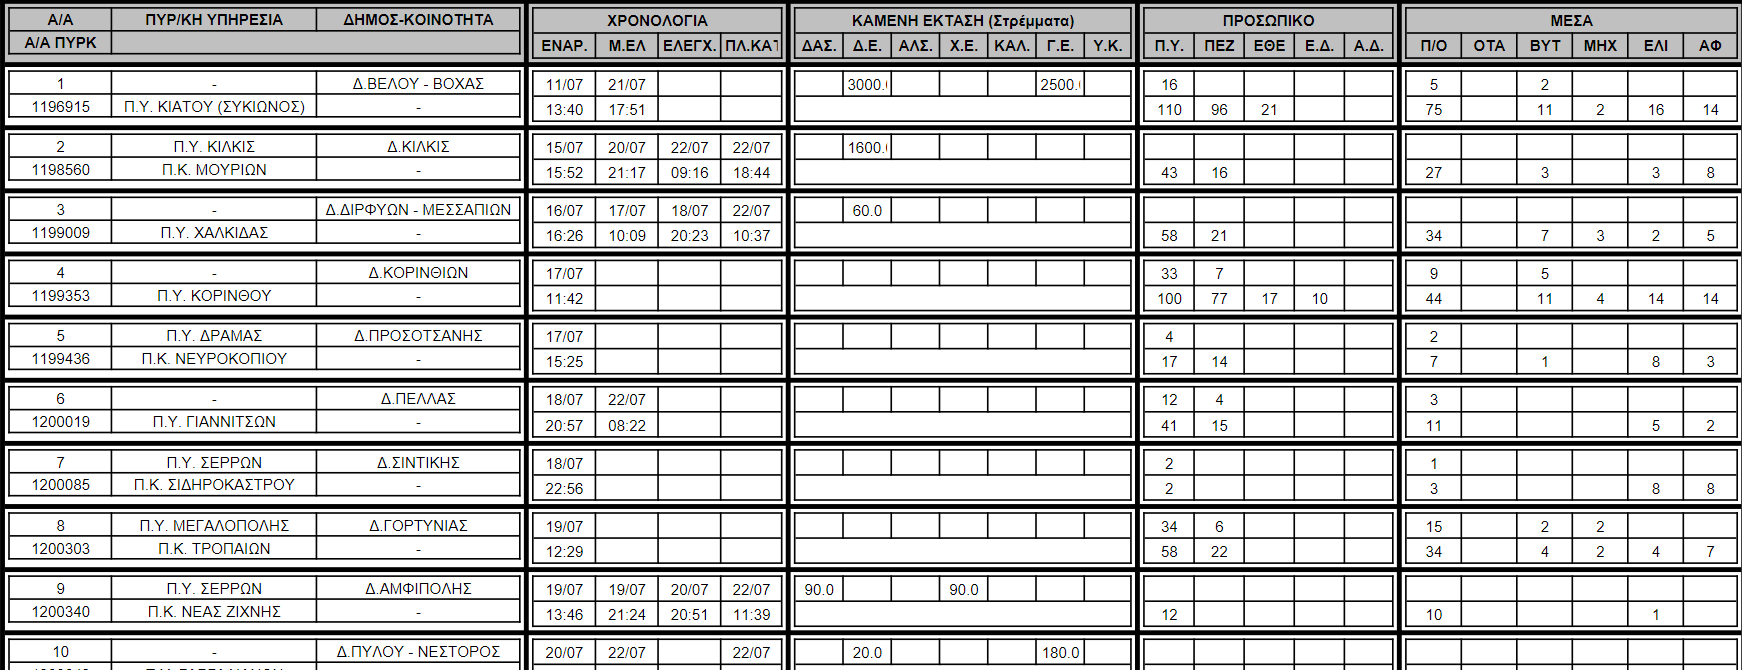 Α/Α ΠΥΡ/ΚΗ ΥΠΗΡΕΣΙΑ ΔΗΜΟΣ-ΚΟΙΝΟΤΗΤΑ ΧΡΟΝΟΛΟΓΙΑ ΚΑΜΕΝΗ ΕΚΤΑΣΗ (Στρέμματα) ΠΡΟΣΩΠΙΚΟ ΜΕΣΑ
Α/Α ΠΥΡΚ ΕΝΑΡ. Μ.ΕΛ ΕΛΕΓΧ. ΠΛ.ΚΑΤ ΔΑΣ. Δ.Ε. ΑΛΣ. Χ.Ε. ΚΑΛ. Γ.Ε. Υ.Κ. Π.Υ. ΠΕΖ ΕΘΕ Ε.Δ. Α.Δ. Π/Ο ΟΤΑ ΒΥΤ ΜΗΧ ΕΛΙ ΑΦ
1 - Δ.ΒΕΛΟΥ - ΒΟΧΑΣ 11/07 21/07 3000. 2500. 16 5 2
1196915 Π.Υ. ΚΙΑΤΟΥ (ΣΥΚΙΩΝΟΣ) - 13:40 17:51 110 96 21 75 11 2 16 14
2 Π.Υ. ΚΙΛΚΙΣ Δ.ΚΙΛΚΙΣ 15/07 20/07 22/07 22/07 1600.
1198560 Π.Κ. ΜΟΥΡΙΩΝ - 15:52 21:17 09:16 18:44 43 16 27 3 3 8
3 - Δ.ΔΙΡΦΥΩΝ - ΜΕΣΣΑΠΙΩΝ 16/07 17/07 18/07 22/07 60.0
1199009 Π.Υ. ΧΑΛΚΙΔΑΣ - 16:26 10:09 20:23 10:37 58 21 34 7 3 2 5
4 - Δ.ΚΟΡΙΝΘΙΩΝ 17/07 33 7 9 5
1199353 Π.Υ. ΚΟΡΙΝΘΟΥ - 11:42 100 77 17 10 44 11 4 14 14
5 Π.Υ. ΔΡΑΜΑΣ Δ.ΠΡΟΣΟΤΣΑΝΗΣ 17/07 4 2
1199436 Π.Κ. ΝΕΥΡΟΚΟΠΙΟΥ - 15:25 17 14 7 1 8 3
6 - Δ.ΠΕΛΛΑΣ 18/07 22/07 12 4 3
1200019 Π.Υ. ΓΙΑΝΝΙΤΣΩΝ - 20:57 08:22 41 15 11 5 2
7 Π.Υ. ΣΕΡΡΩΝ Δ.ΣΙΝΤΙΚΗΣ 18/07 2 1
1200085 Π.Κ. ΣΙΔΗΡΟΚΑΣΤΡΟΥ - 22:56 2 3 8 8
8 Π.Υ. ΜΕΓΑΛΟΠΟΛΗΣ Δ.ΓΟΡΤΥΝΙΑΣ 19/07 34 6 15 2 2
1200303 Π.Κ. ΤΡΟΠΑΙΩΝ - 12:29 58 22 34 4 2 4 7
9 Π.Υ. ΣΕΡΡΩΝ Δ.ΑΜΦΙΠΟΛΗΣ 19/07 19/07 20/07 22/07 90.0 90.0
1200340 Π.Κ. ΝΕΑΣ ΖΙΧΝΗΣ - 13:46 21:24 20:51 11:39 12 10 1
10 - Δ.ΠΥΛΟΥ - ΝΕΣΤΟΡΟΣ 20/07 22/07 22/07 20.0 180.0